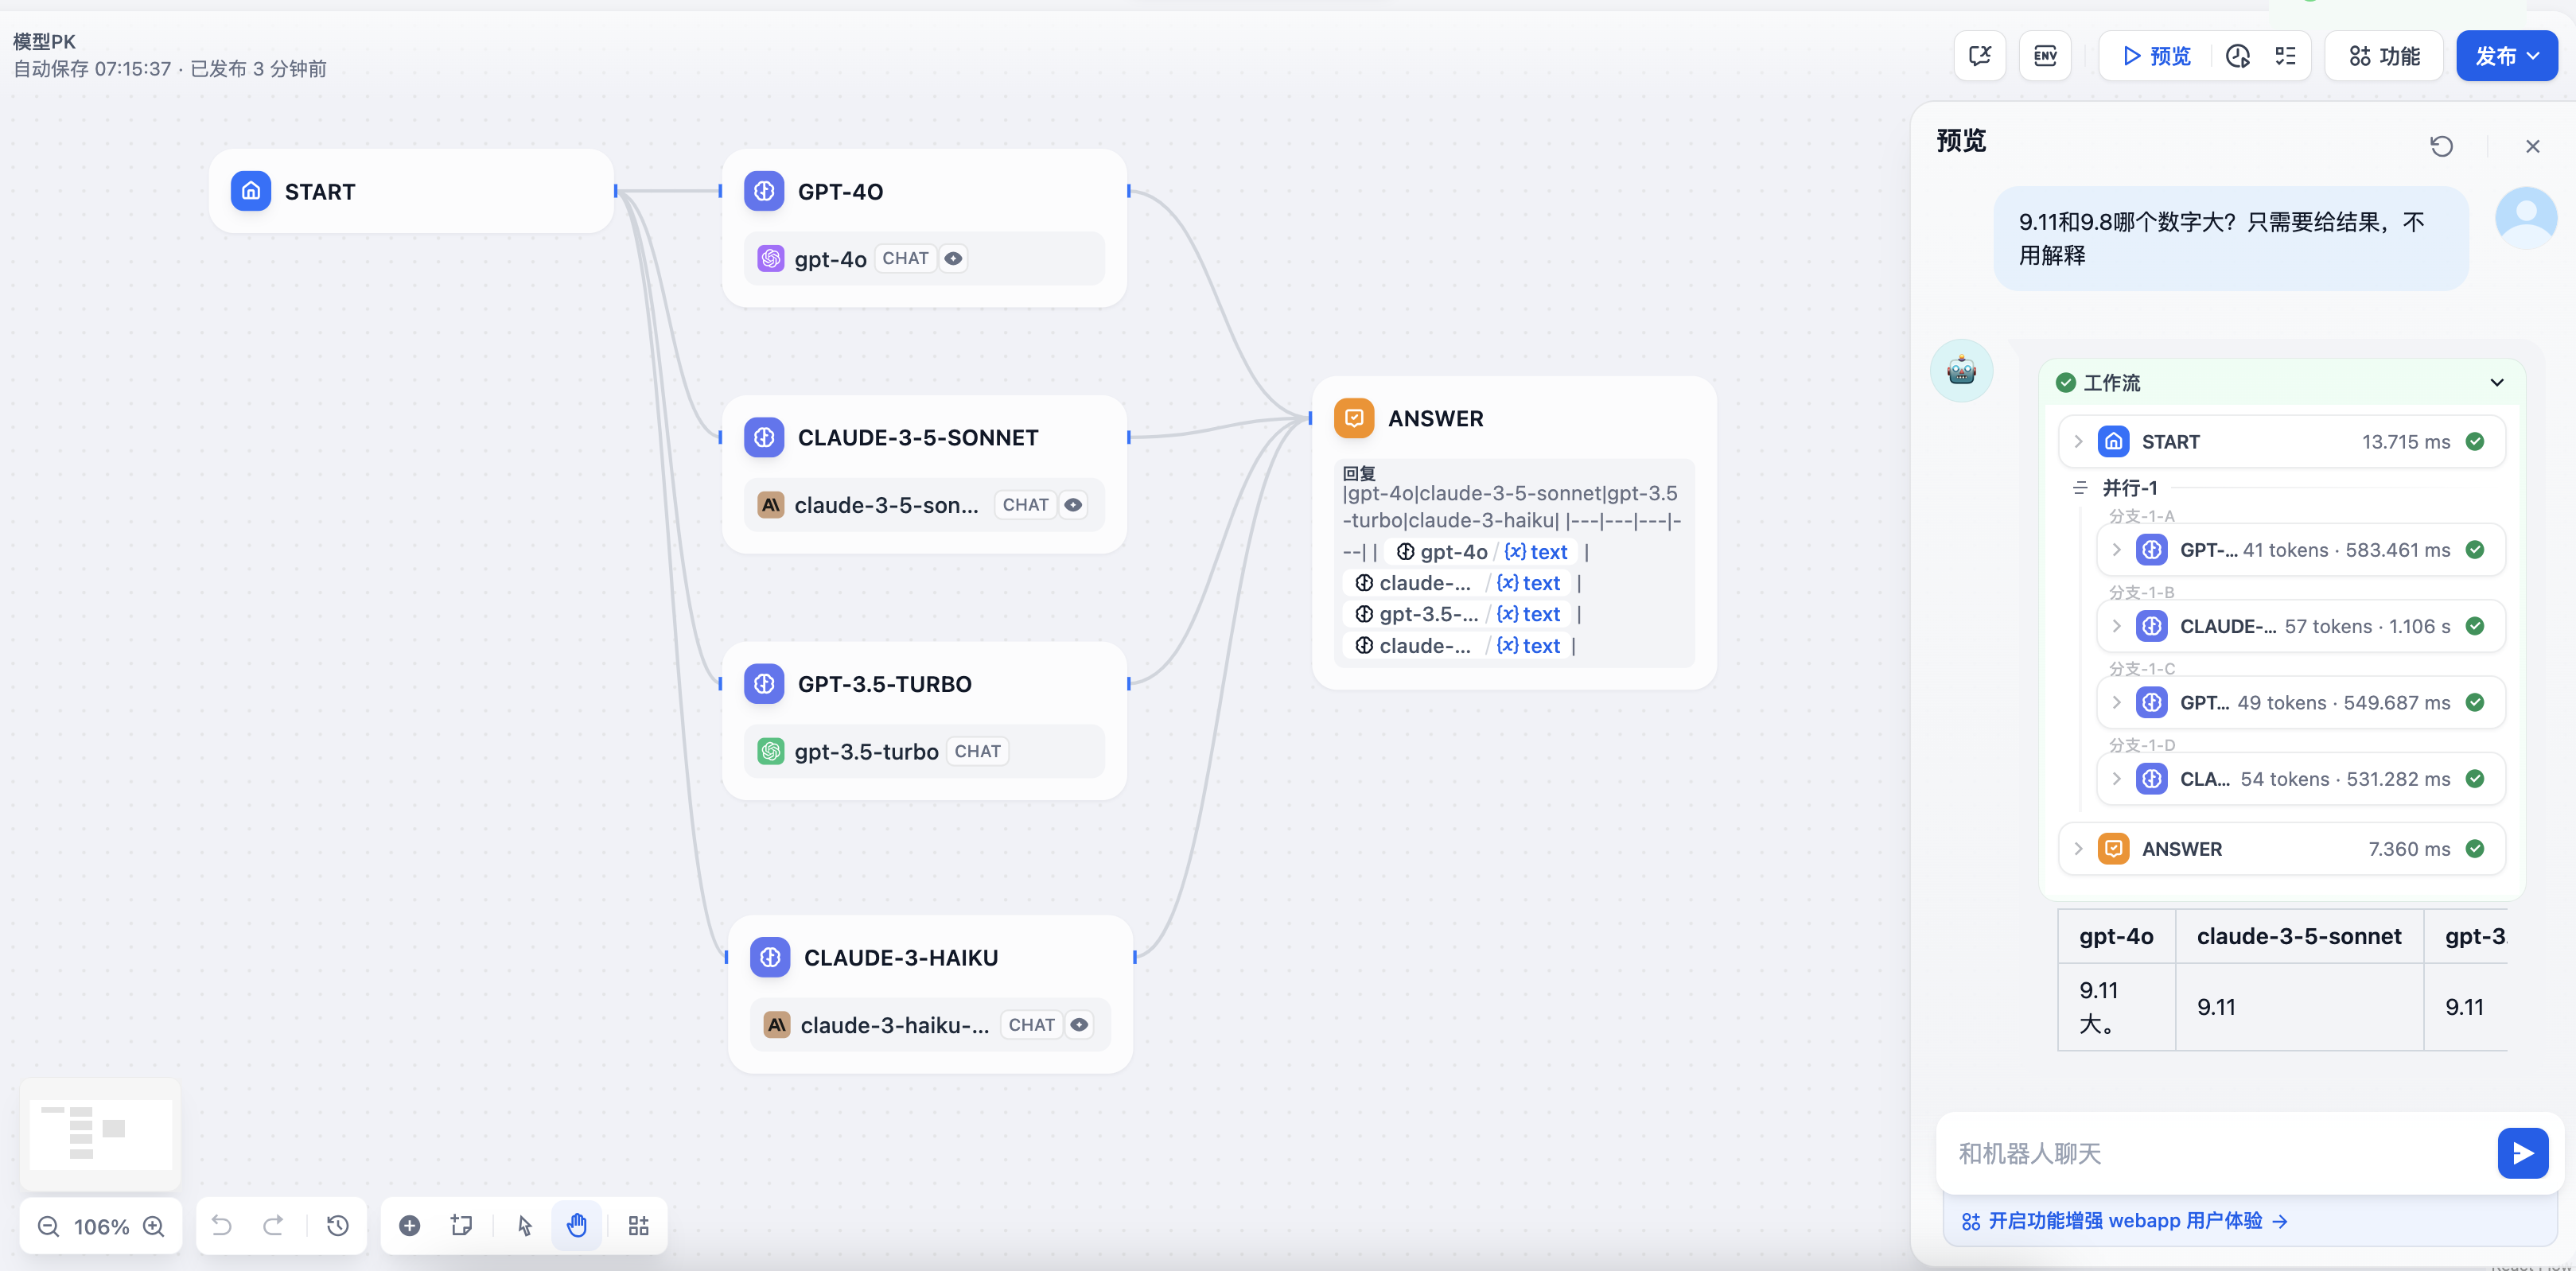 模型PK
自动保存 07:15:37 · 已发布 3 分钟前
ENV
预览
功能
发布
START
GPT-4O
gpt-4o CHAT
CLAUDE-3-5-SONNET
claude-3-5-son... CHAT
GPT-3.5-TURBO
gpt-3.5-turbo CHAT
CLAUDE-3-HAIKU
claude-3-haiku-... CHAT
ANSWER
回复
|gpt-4o|claude-3-5-sonnet|gpt-3.5
-turbo|claude-3-haiku| |---|---|---|-
--| | gpt-4o / {x} text |
claude-... / {x} text |
gpt-3.5-... / {x} text |
claude-... / {x} text |
预览
9.11和9.8哪个数字大？只需要给结果，不
用解释
工作流
START 13.715 ms
并行-1
分支-1-A
GPT-... 41 tokens · 583.461 ms
分支-1-B
CLAUDE-... 57 tokens · 1.106 s
分支-1-C
GPT... 49 tokens · 549.687 ms
分支-1-D
CLA... 54 tokens · 531.282 ms
ANSWER 7.360 ms
gpt-4o claude-3-5-sonnet gpt-3.
9.11
大。
9.11
9.11
和机器人聊天
开启功能增强 webapp 用户体验 →
106%